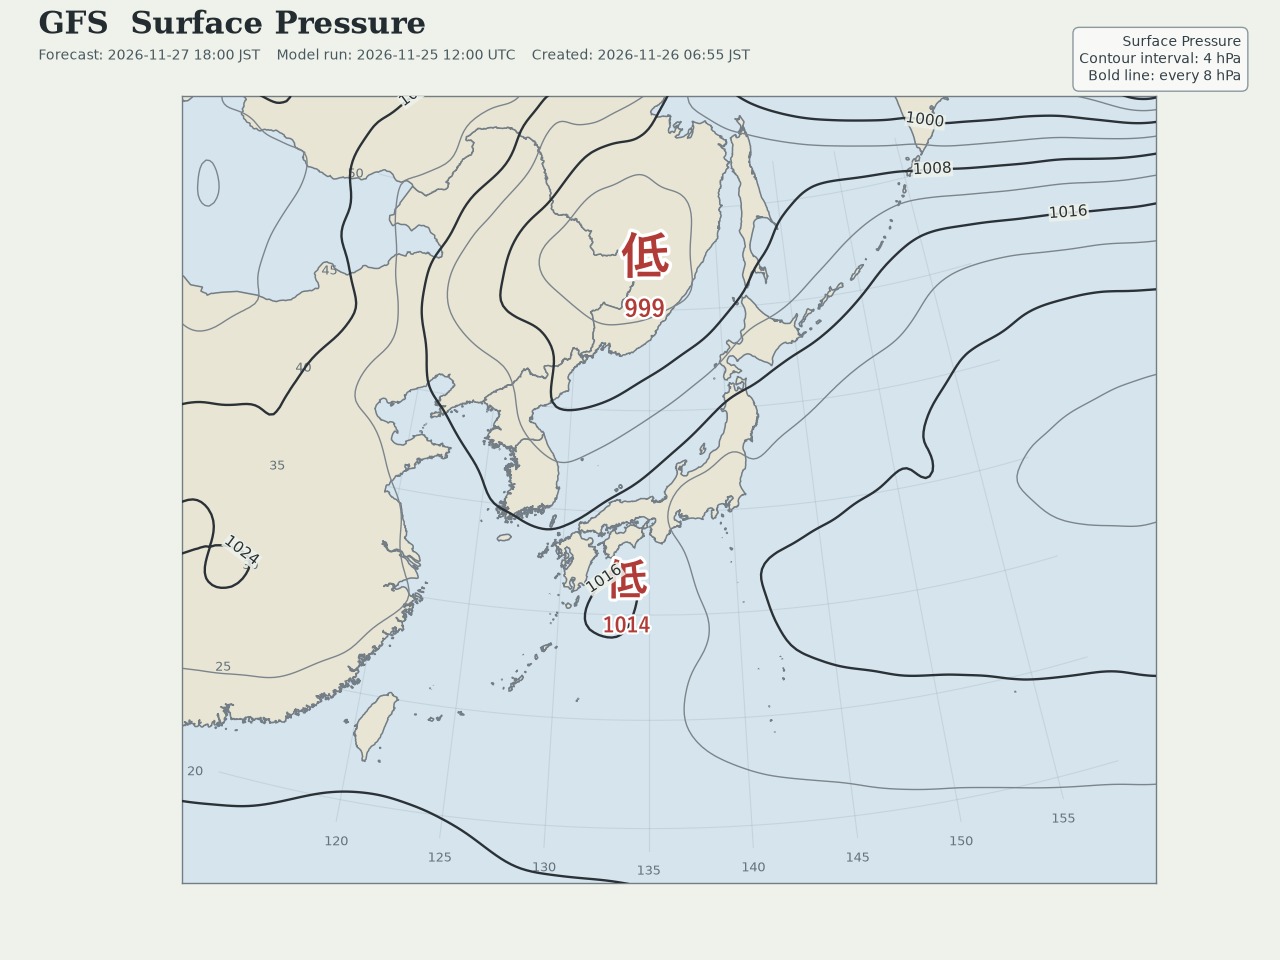 GFS  Surface Pressure
Forecast: 2026-11-27 18:00 JST    Model run: 2026-11-25 12:00 UTC    Created: 2026-11-26 06:55 JST
Surface Pressure
Contour interval: 4 hPa
Bold line: every 8 hPa
1000
1008
1016
低
999
45
40
35
1024
1016
低
1014
25
20
120
125
130
135
140
145
150
155